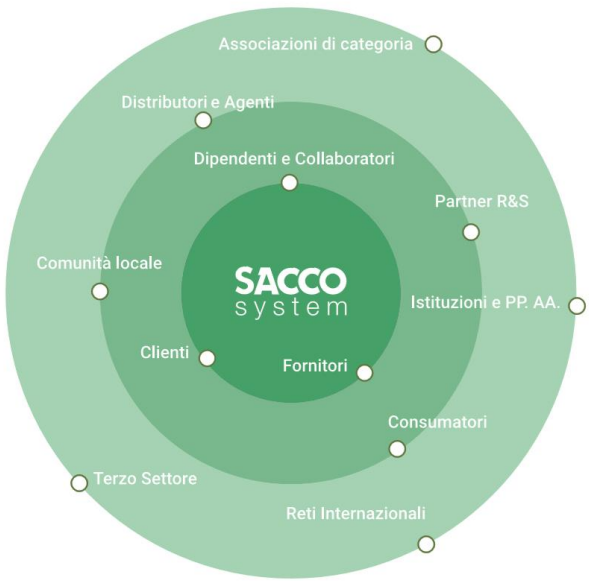 Associazioni di categoria
Distributori e Agenti
Dipendenti e Collaboratori
Partner R&S
Comunità locale
SACCO
system
Istituzioni e PP. AA.
Clienti
Fornitori
Consumatori
Terzo Settore
Reti Internazionali